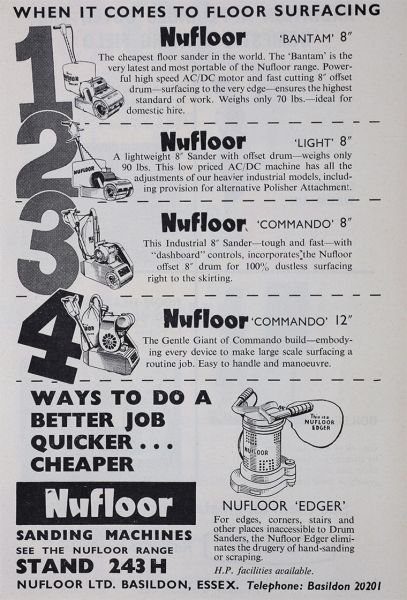 WHEN IT COMES TO FLOOR SURFACING
1
Nufloor 'BANTAM' 8"
The cheapest floor sander in the world. The 'Bantam' is the
very latest and most portable of the Nufloor range. Power-
ful high speed AC/DC motor and fast cutting 8" offset
drum—surfacing to the very edge—ensures the highest
standard of work. Weighs only 70 lbs.—ideal for
domestic hire.
2
NUFLOOR
Nufloor 'LIGHT' 8"
A lightweight 8" Sander with offset drum—weighs only
90 lbs. This low priced AC/DC machine has all the
adjustments of our heavier industrial models, includ-
ing provision for alternative Polisher Attachment.
3
Nufloor 'COMMANDO' 8"
This Industrial 8" Sander—tough and fast—with
"dashboard" controls, incorporates the Nufloor
offset 8" drum for 100% dustless surfacing
right to the skirting.
4
Nufloor 'COMMANDO' 12"
The Gentle Giant of Commando build—embody-
ing every device to make large scale surfacing a
routine job. Easy to handle and manoeuvre.
WAYS TO DO A
BETTER JOB
QUICKER . . .
CHEAPER
This is a
NUFLOOR
EDGER
NUFLOOR
Nufloor
SANDING MACHINES
SEE THE NUFLOOR RANGE
STAND 243H
NUFLOOR 'EDGER'
For edges, corners, stairs and
other places inaccessible to Drum
Sanders, the Nufloor Edger elimi-
nates the drugery of hand-sanding
or scraping.
H.P. facilities available.
NUFLOOR LTD. BASILDON, ESSEX. Telephone: Basildon 20201